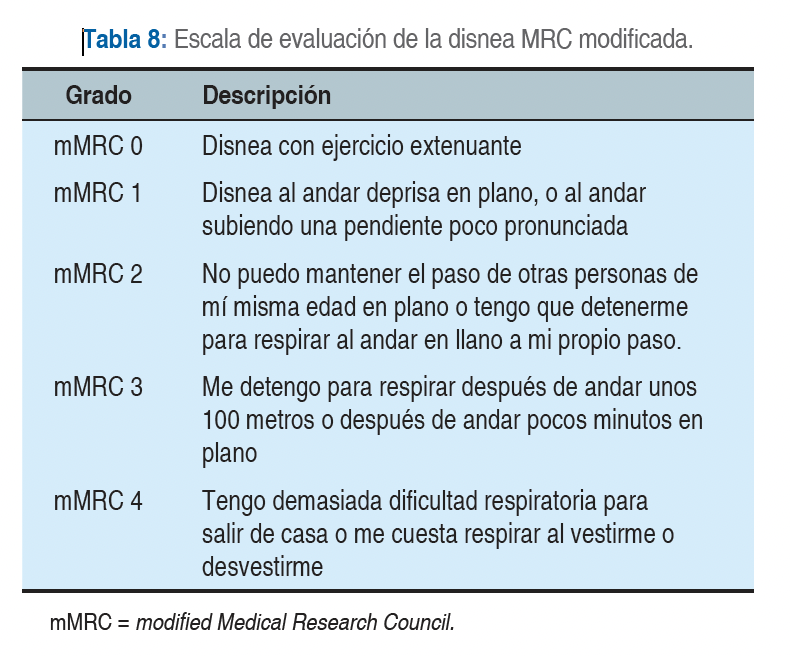 Tabla 8: Escala de evaluación de la disnea MRC modificada.
Grado Descripción
mMRC 0 Disnea con ejercicio extenuante
mMRC 1 Disnea al andar deprisa en plano, o al andar
subiendo una pendiente poco pronunciada
mMRC 2 No puedo mantener el paso de otras personas de
mí misma edad en plano o tengo que detenerme
para respirar al andar en llano a mi propio paso.
mMRC 3 Me detengo para respirar después de andar unos
100 metros o después de andar pocos minutos en
plano
mMRC 4 Tengo demasiada dificultad respiratoria para
salir de casa o me cuesta respirar al vestirme o
desvestirme
mMRC = modified Medical Research Council.